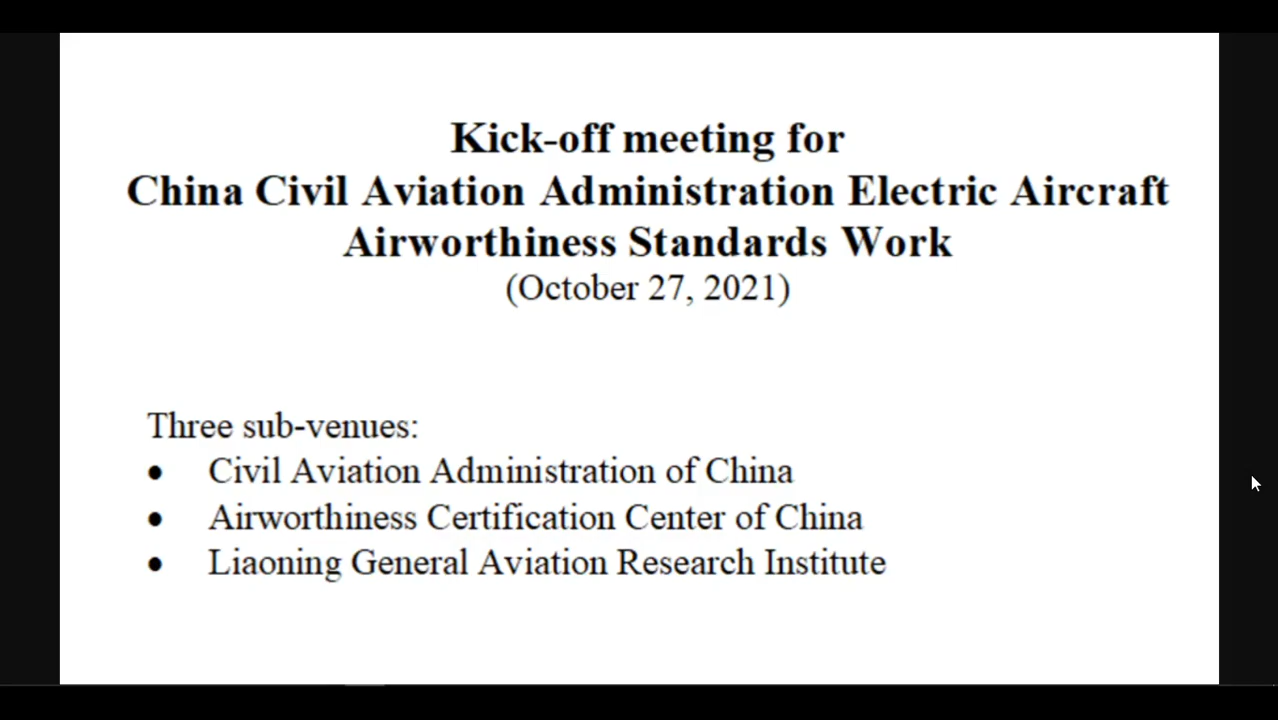 Kick-off meeting for
China Civil Aviation Administration Electric Aircraft
Airworthiness Standards Work
(October 27, 2021)
Three sub-venues:
• Civil Aviation Administration of China
• Airworthiness Certification Center of China
• Liaoning General Aviation Research Institute